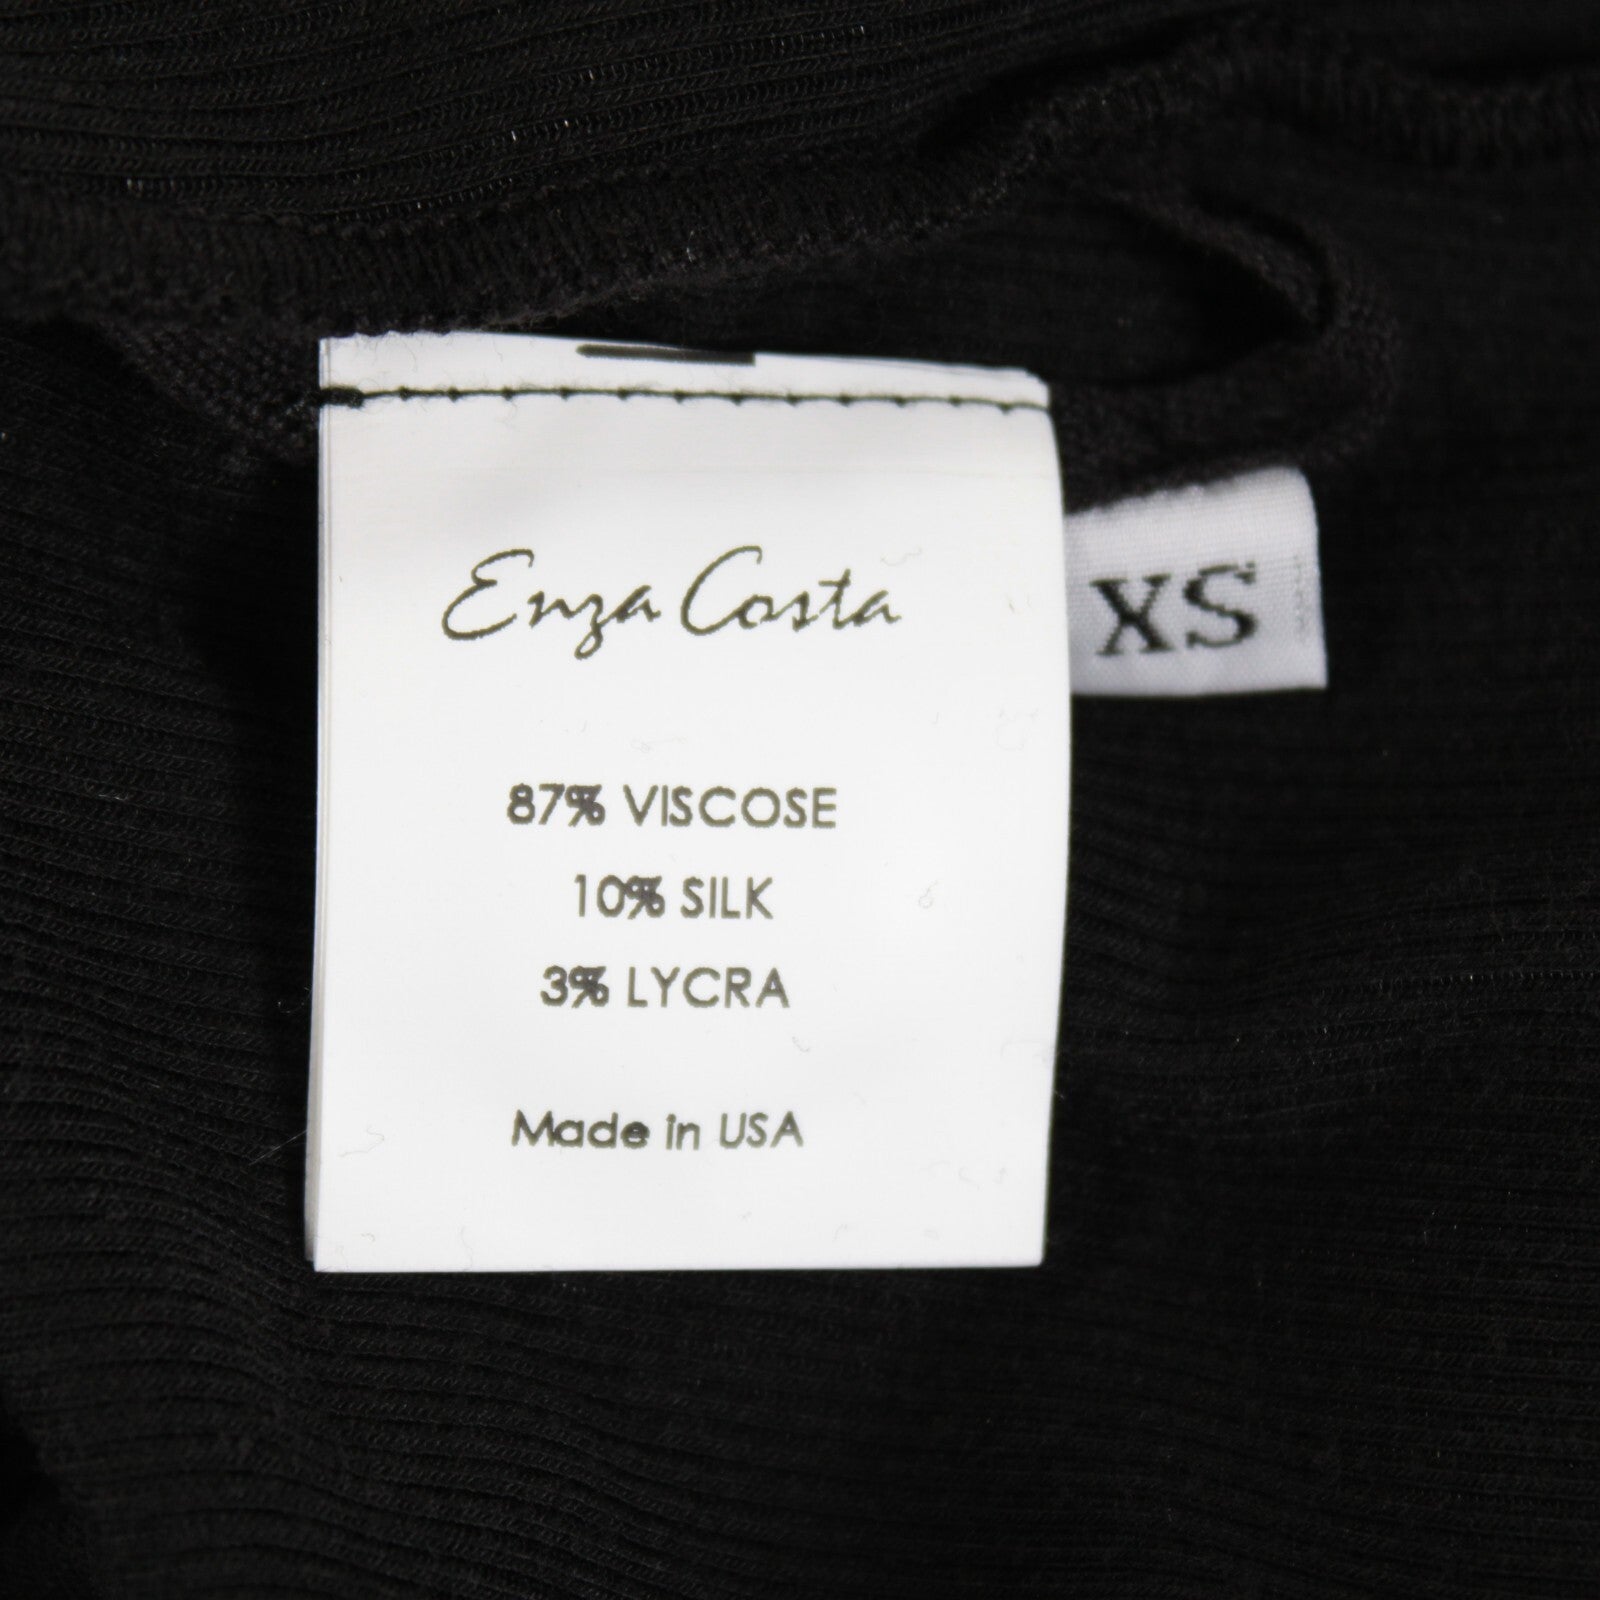 Enza Costa
XS
87% VISCOSE
10% SILK
3% LYCRA
Made in USA